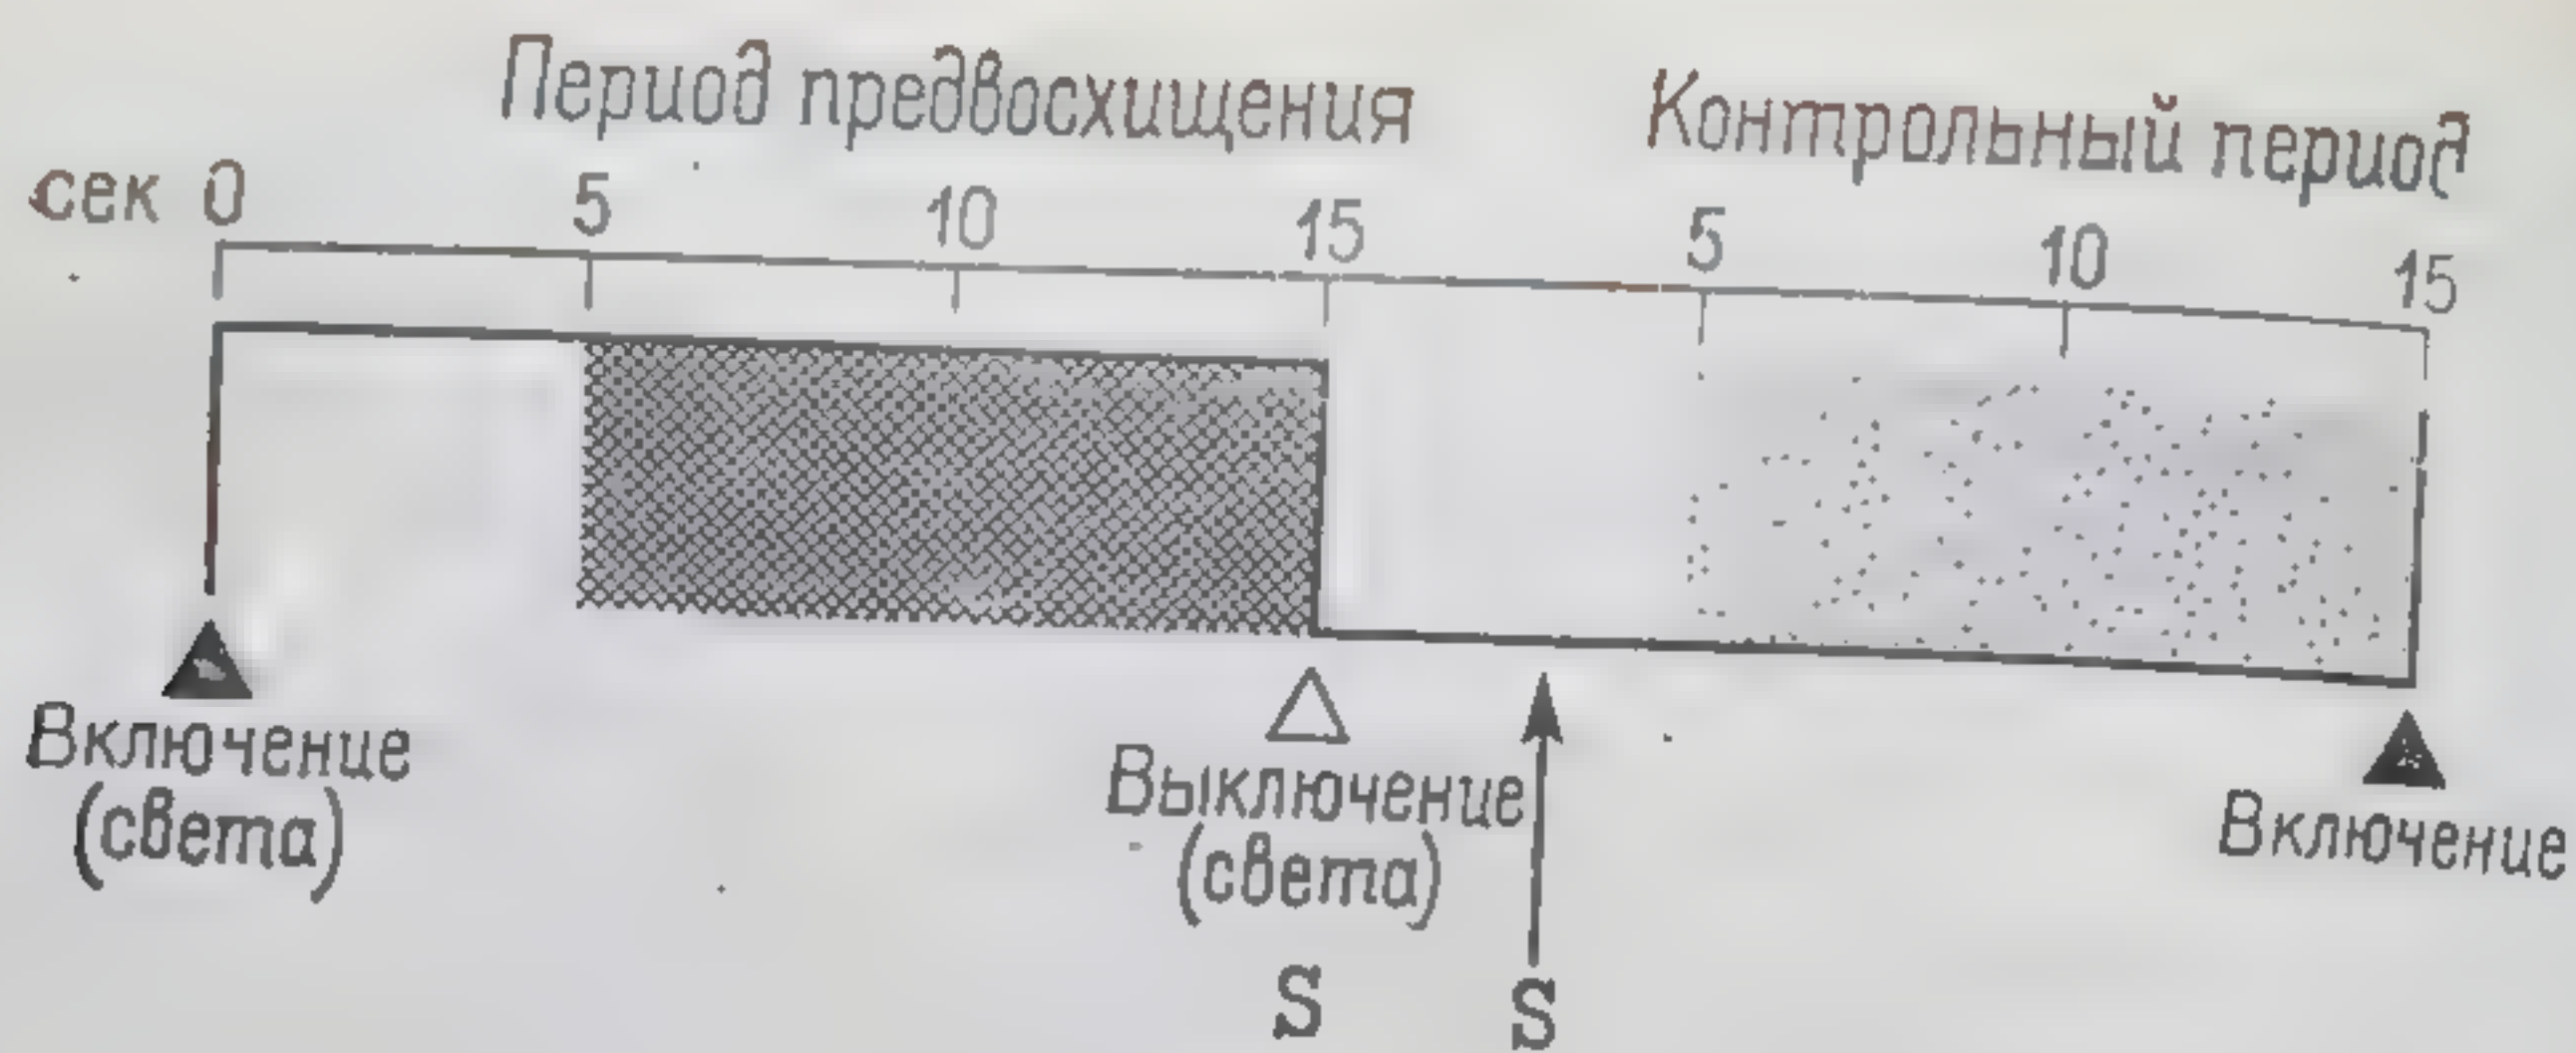 Период предвосхищения Контрольный период
сек 0 5 10 15 5 10 15
Включение
(света)
Выключение
(света)
Включение
S S